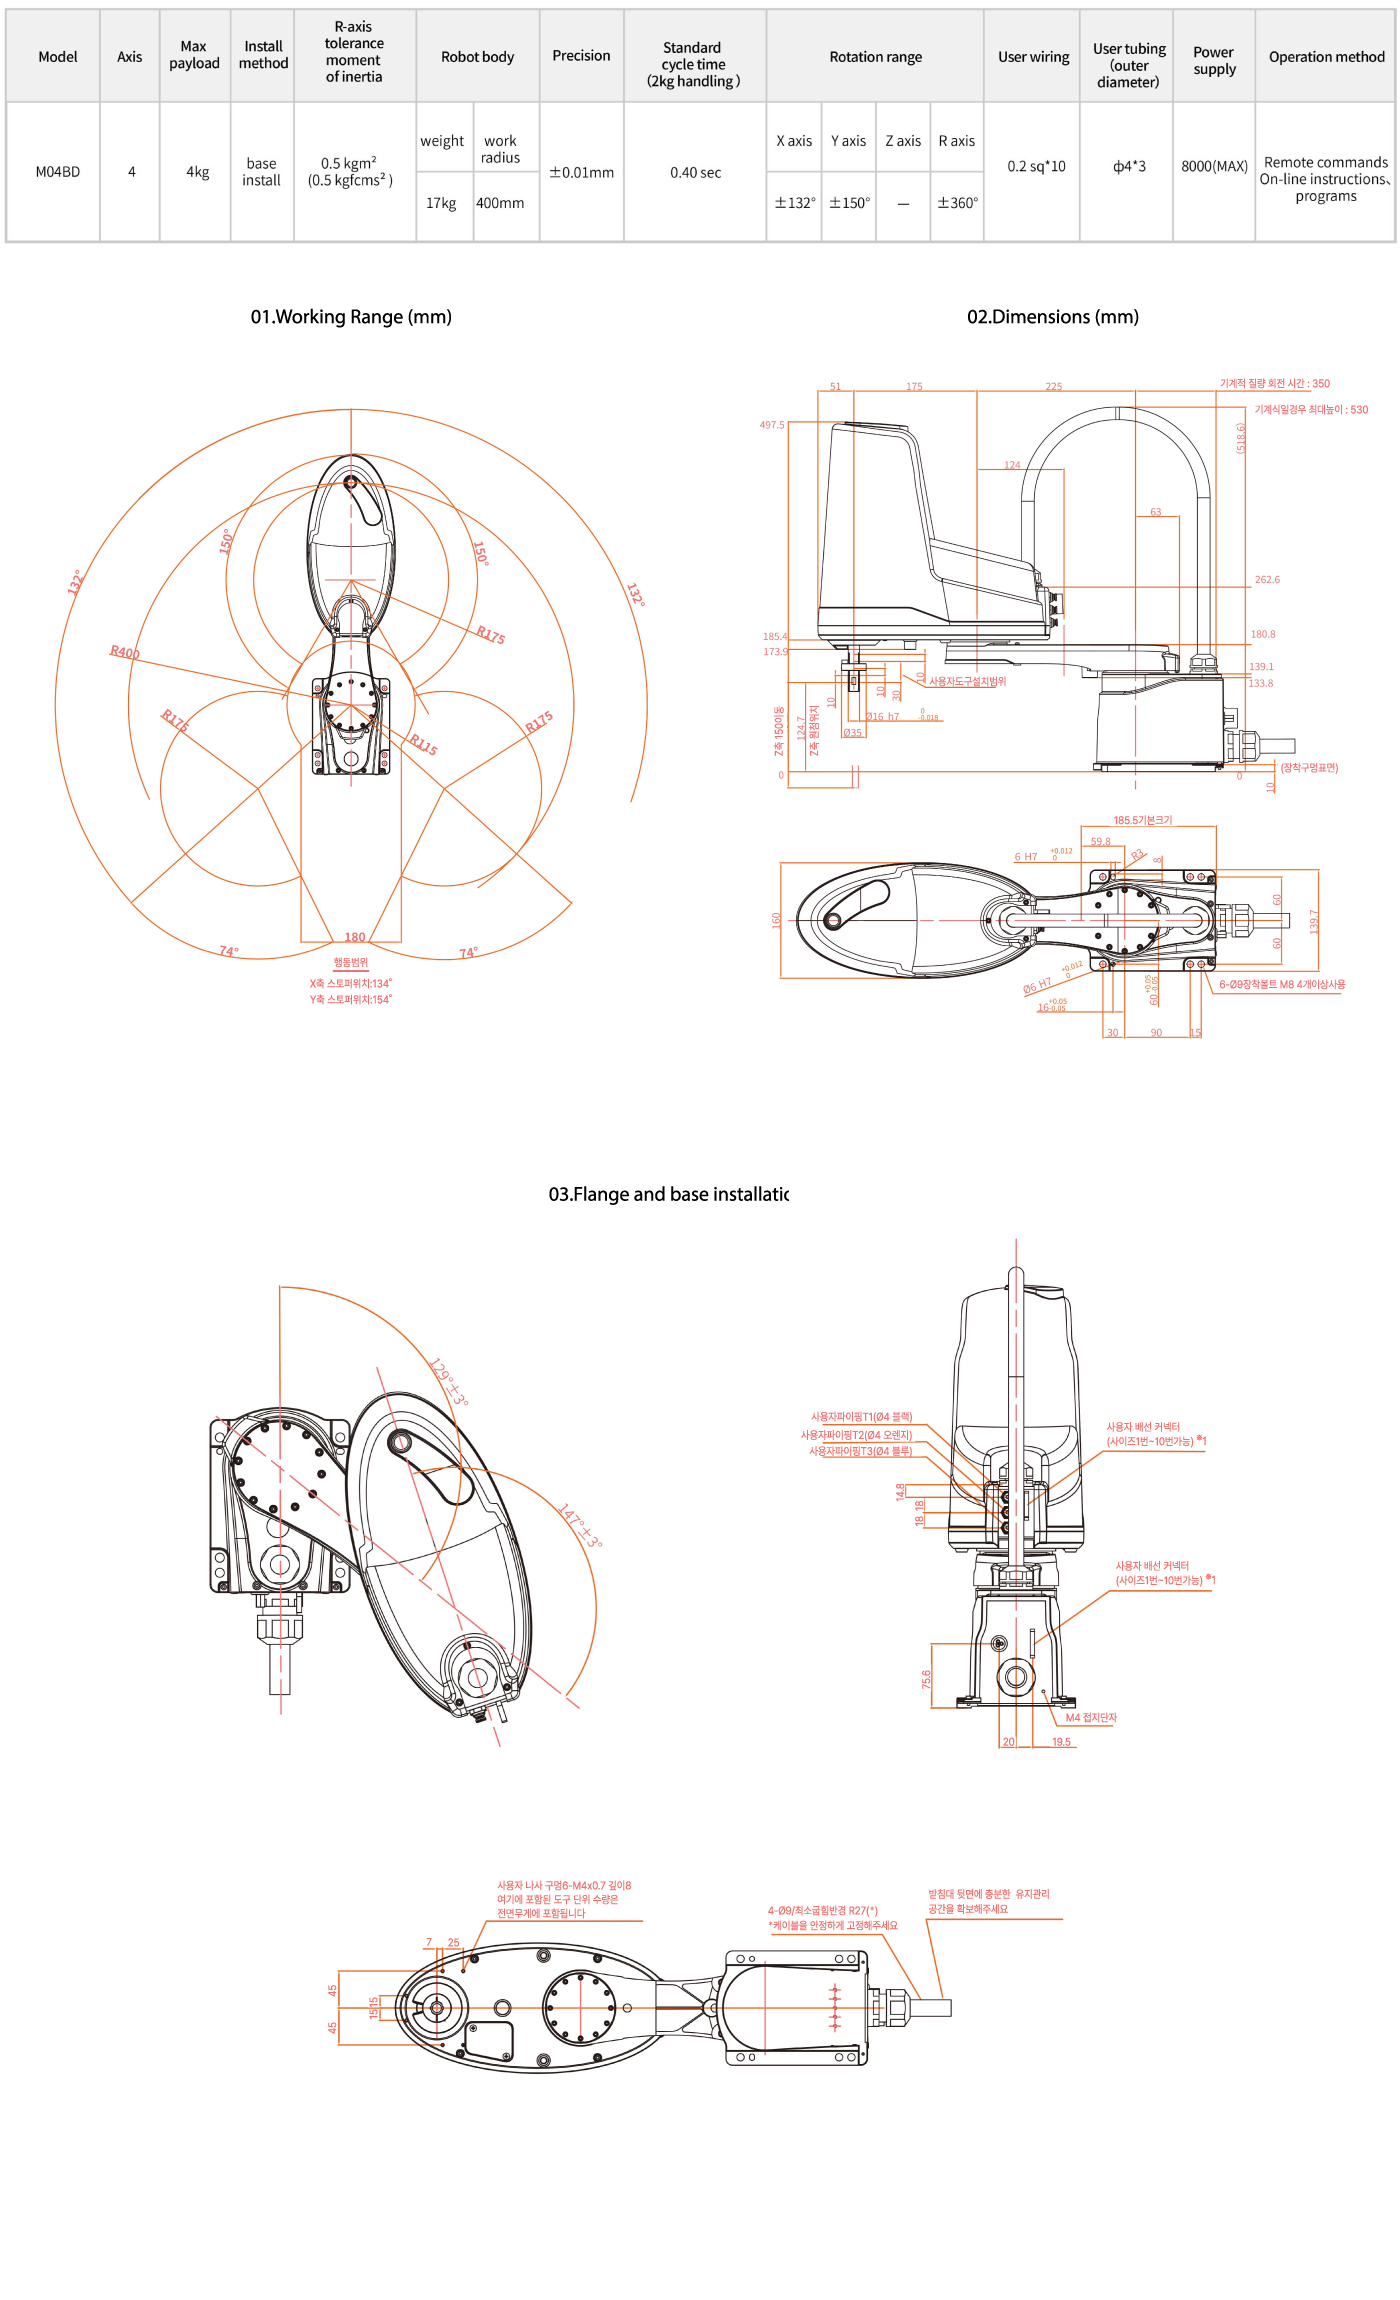 Model
Axis
Max
payload
Install
method
R-axis
tolerance
moment
of inertia
Robot body
Precision
Standard
cycle time
(2kg handling )
Rotation range
User wiring
User tubing
(outer
diameter)
Power
supply
Operation method
M04BD
4
4kg
base
install
0.5 kgm²
(0.5 kgfcms² )
weight
work
radius
17kg
400mm
±0.01mm
0.40 sec
X axis
Y axis
Z axis
R axis
±132°
±150°
—
±360°
0.2 sq*10
ф4*3
8000(MAX)
Remote commands
On-line instructions、
programs
01.Working Range (mm)
132°
150°
150°
132°
R175
R400
R175
R175
R115
180
74°
74°
행동범위
X축 스토퍼위치:134°
Y축 스토퍼위치:154°
02.Dimensions (mm)
51
175
225
기계적 질량 회전 시간 : 350
기계식일경우 최대높이 : 530
497.5
(518.6)
124
63
262.6
185.4
180.8
173.9
139.1
133.8
10
사용자도구설치범위
10
30
10
Ø16 h7
0
-0.018
Ø35
Z축 150이동
124.7
Z축 원점위치
0
0
(장착구멍표면)
10
185.5기본크기
59.8
6 H7
+0.012
0
R3
8
160
60
139.7
60
Ø6 H7
+0.012
0
16
+0.05
-0.05
60
+0.05
-0.05
6-Ø9장착볼트 M8 4개이상사용
30
90
15
03.Flange and base installatic
129°±3°
147°±3°
사용자파이핑T1(Ø4 블랙)
사용자파이핑T2(Ø4 오렌지)
사용자파이핑T3(Ø4 블루)
사용자 배선 커넥터
(사이즈1번~10번가능) *1
14.8
18
18
사용자 배선 커넥터
(사이즈1번~10번가능) *1
75.6
M4 접지단자
20
19.5
사용자 나사 구멍6-M4x0.7 깊이8
여기에 포함된 도구 단위 수량은
전면무게에 포함됩니다
4-Ø9/최소굽힘반경 R27(*)
*케이블을 안정하게 고정해주세요
받침대 뒷면에 충분한 유지관리
공간을 확보해주세요
7
25
45
15
15
45